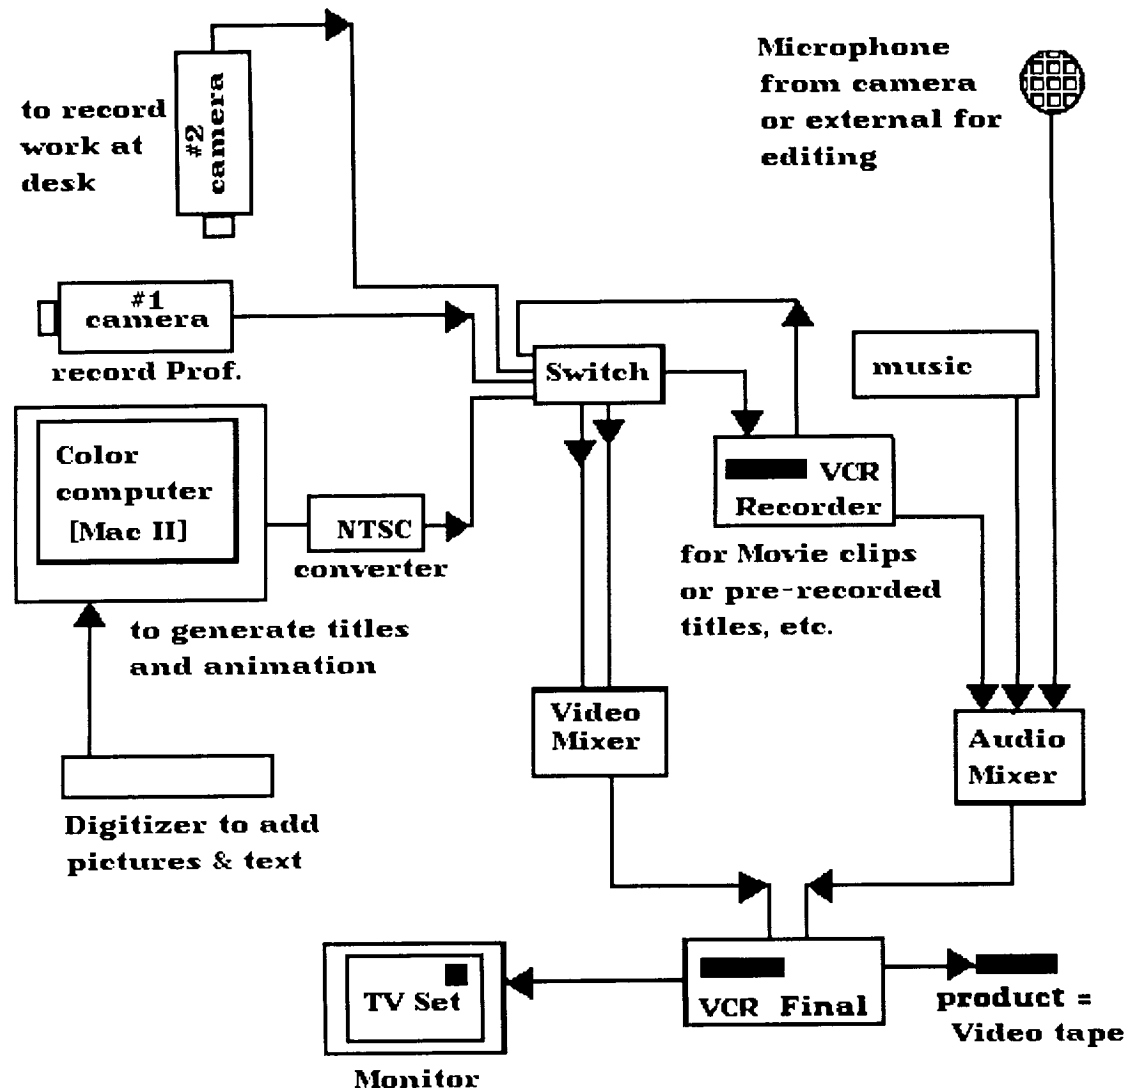 Microphone
from camera
or external for
editing
to record
work at
desk
#2
camera
#1
camera
record Prof.
Switch
music
Color
computer
[Mac II]
NTSC
converter
VCR
Recorder
for Movie clips
or pre-recorded
titles, etc.
to generate titles
and animation
Video
Mixer
Audio
Mixer
Digitizer to add
pictures & text
TV Set
Monitor
VCR Final
product =
Video tape